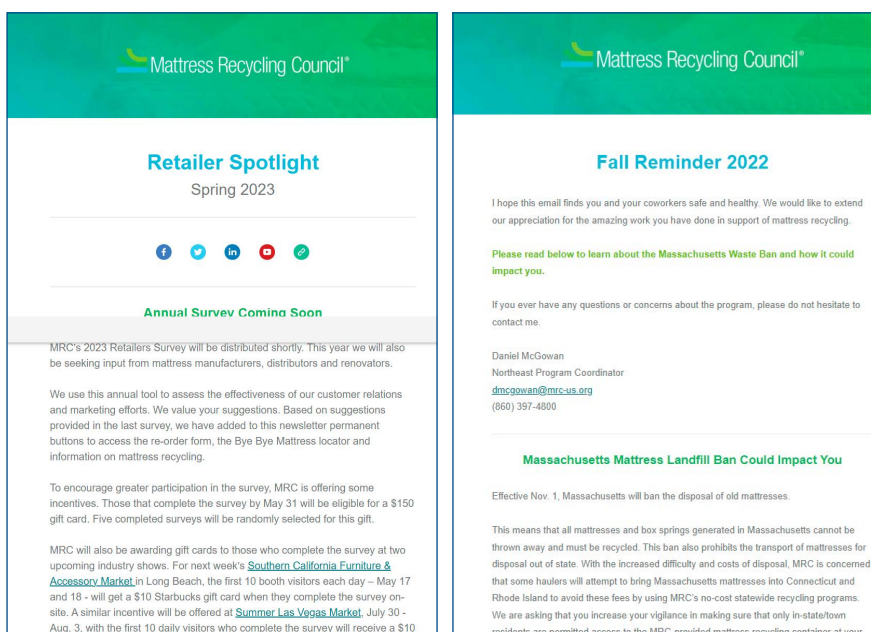 Mattress Recycling Council®
Retailer Spotlight
Spring 2023
Annual Survey Coming Soon
MRC's 2023 Retailers Survey will be distributed shortly. This year we will also
be seeking input from mattress manufacturers, distributors and renovators.
We use this annual tool to assess the effectiveness of our customer relations
and marketing efforts. We value your suggestions. Based on suggestions
provided in the last survey, we have added to this newsletter permanent
buttons to access the re-order form, the Bye Bye Mattress locator and
information on mattress recycling.
To encourage greater participation in the survey, MRC is offering some
incentives. Those that complete the survey by May 31 will be eligible for a $150
gift card. Five completed surveys will be randomly selected for this gift.
MRC will also be awarding gift cards to those who complete the survey at two
upcoming industry shows. For next week's Southern California Furniture &
Accessory Market in Long Beach, the first 10 booth visitors each day – May 17
and 18 - will get a $10 Starbucks gift card when they complete the survey on-
site. A similar incentive will be offered at Summer Las Vegas Market, July 30 -
Aug. 3, with the first 10 daily visitors who complete the survey will receive a $10
Mattress Recycling Council®
Fall Reminder 2022
I hope this email finds you and your coworkers safe and healthy. We would like to extend
our appreciation for the amazing work you have done in support of mattress recycling.
Please read below to learn about the Massachusetts Waste Ban and how it could
impact you.
If you ever have any questions or concerns about the program, please do not hesitate to
contact me.
Daniel McGowan
Northeast Program Coordinator
dmcgowan@mrc-us.org
(860) 397-4800
Massachusetts Mattress Landfill Ban Could Impact You
Effective Nov. 1, Massachusetts will ban the disposal of old mattresses.
This means that all mattresses and box springs generated in Massachusetts cannot be
thrown away and must be recycled. This ban also prohibits the transport of mattresses for
disposal out of state. With the increased difficulty and costs of disposal, MRC is concerned
that some haulers will attempt to bring Massachusetts mattresses into Connecticut and
Rhode Island to avoid these fees by using MRC's no-cost statewide recycling programs.
We are asking that you increase your vigilance in making sure that only in-state/town
residents are permitted access to the MRC-provided mattress recycling container at your